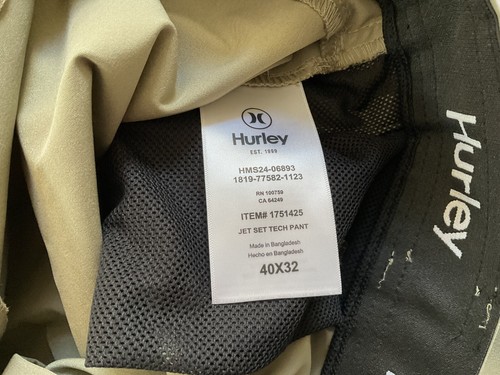 Hurley
EST. 1999
HMS24-06893
1819-77582-1123
RN 100759
CA 64249
ITEM# 1751425
JET SET TECH PANT
Made in Bangladesh
Hecho en Bangladesh
40X32
Hurley